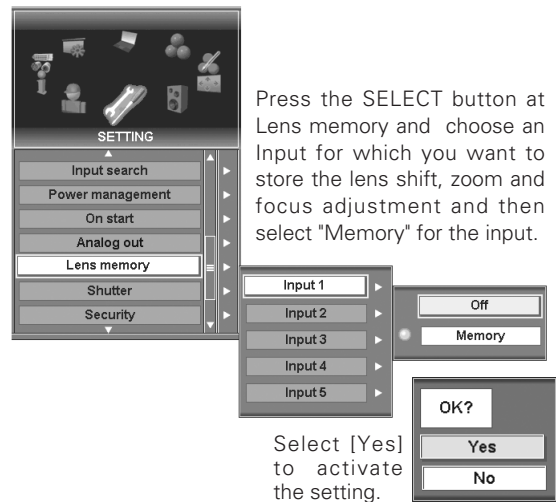 SETTING
Input search
Power management
On start
Analog out
Lens memory
Shutter
Security
Press the SELECT button at
Lens memory and choose an
Input for which you want to
store the lens shift, zoom and
focus adjustment and then
select "Memory" for the input.
Input 1
Input 2
Input 3
Input 4
Input 5
Off
Memory
OK?
Yes
No
Select [Yes]
to activate
the setting.